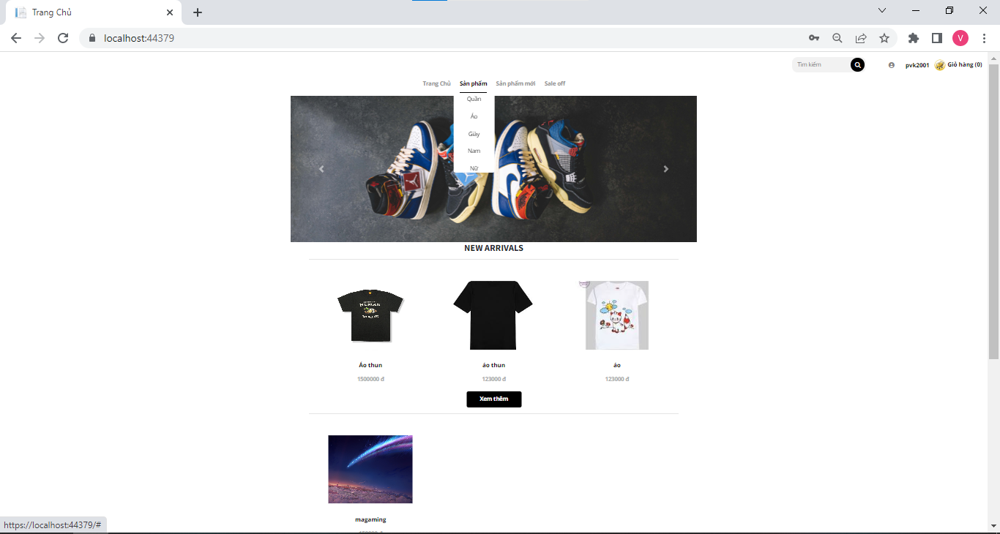 Trang Chủ
localhost:44379
V
Tìm kiếm
pvk2001
Giỏ hàng (0)
Trang Chủ Sản phẩm Sản phẩm mới Sale off
Quần
Áo
Giày
Nam
Nữ
NEW ARRIVALS
HUMAN
Áo thun áo thun áo
1500000 đ 123000 đ 123000 đ
Xem thêm
magaming
https://localhost:44379/#